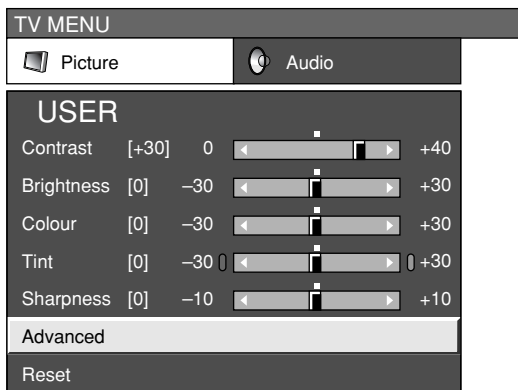 TV MENU
Picture Audio
USER
Contrast [+30] 0 +40
Brightness [0] –30 +30
Colour [0] –30 +30
Tint [0] –30 +30
Sharpness [0] –10 +10
Advanced
Reset